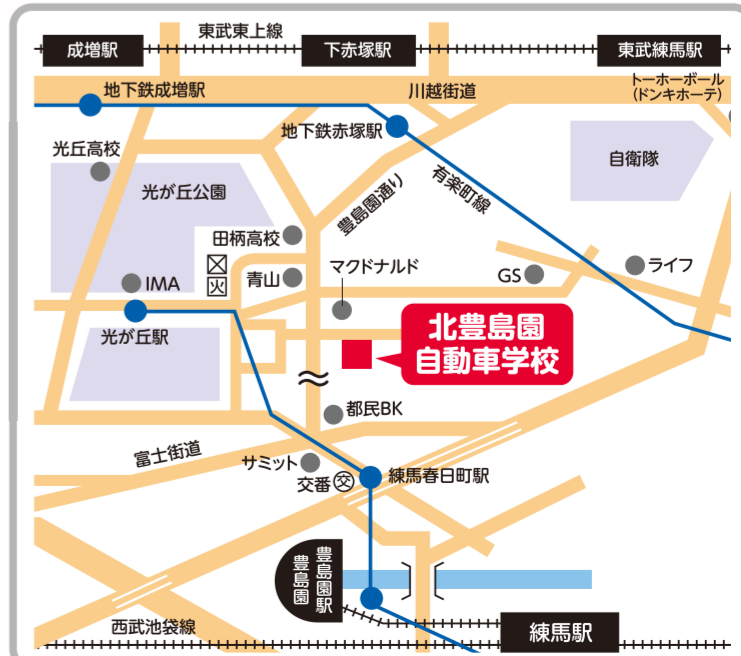 東武東上線
成増駅
下赤塚駅
東武練馬駅
トーホーボール
(ドンキホーテ)
地下鉄成増駅
川越街道
地下鉄赤塚駅
光丘高校
自衛隊
光が丘公園
豊島園通り
有楽町線
田柄高校
マクドナルド
青山
火
IMA
GS
ライフ
光が丘駅
北豊島園
自動車学校
都民BK
富士街道
サミット
交番
交
練馬春日町駅
豊島園駅
豊島園
西武池袋線
練馬駅